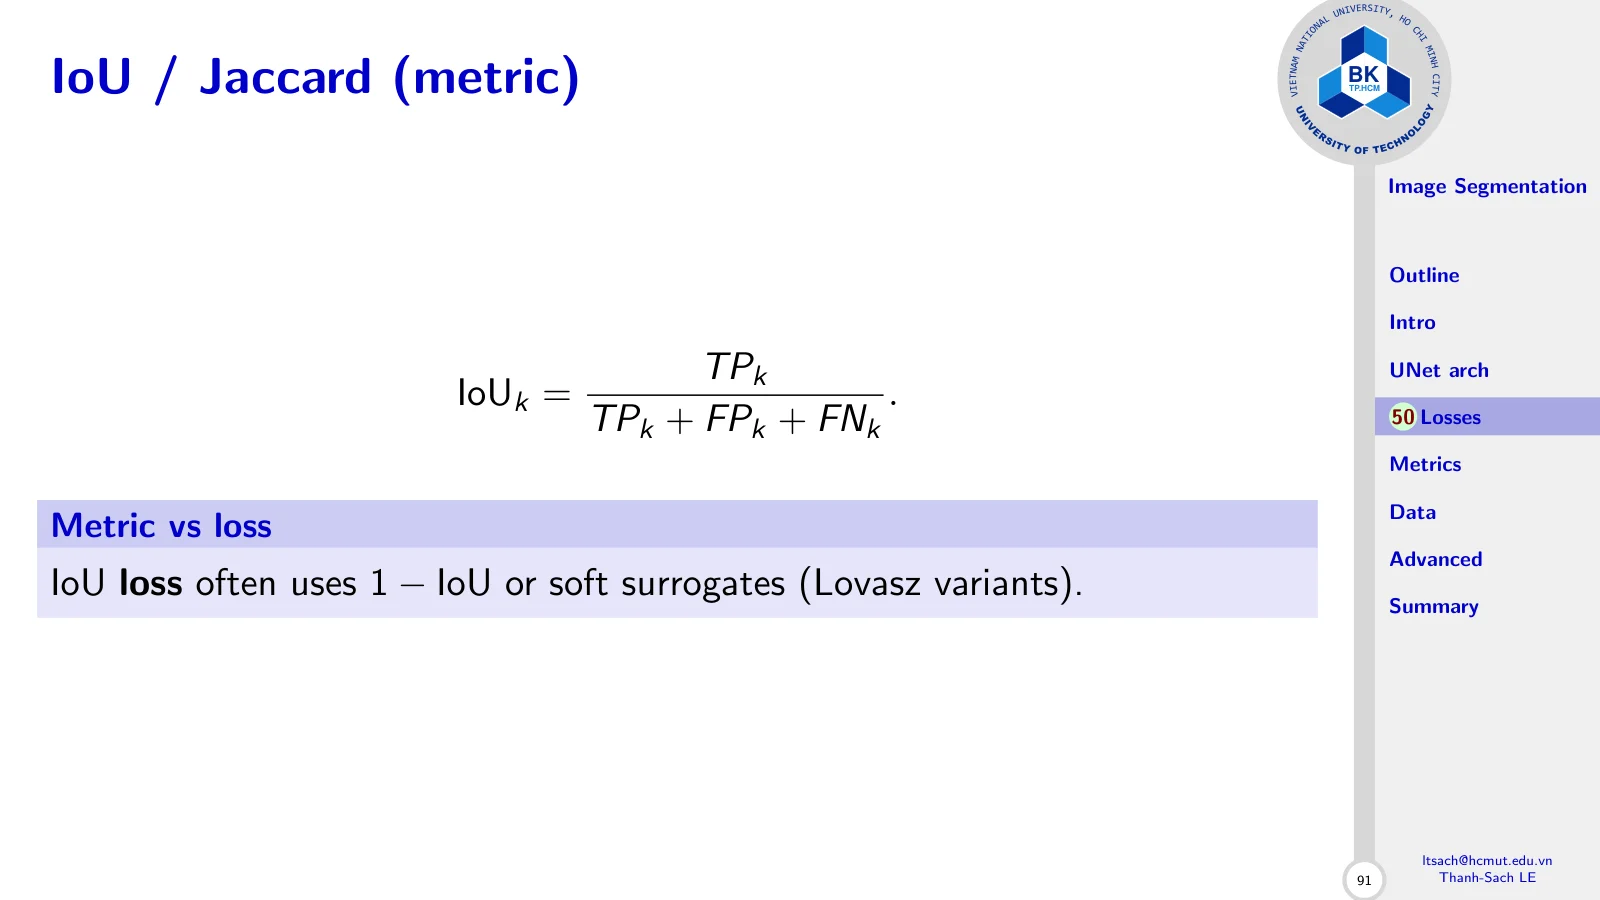 IoU / Jaccard (metric)
VIETNAM NATIONAL UNIVERSITY, HO CHI MINH CITY
BK
TP.HCM
UNIVERSITY OF TECHNOLOGY
IoU_k = TP_k / (TP_k + FP_k + FN_k).
Metric vs loss
IoU loss often uses 1 − IoU or soft surrogates (Lovasz variants).
Image Segmentation
Outline
Intro
UNet arch
50 Losses
Metrics
Data
Advanced
Summary
ltsach@hcmut.edu.vn
Thanh-Sach LE
91